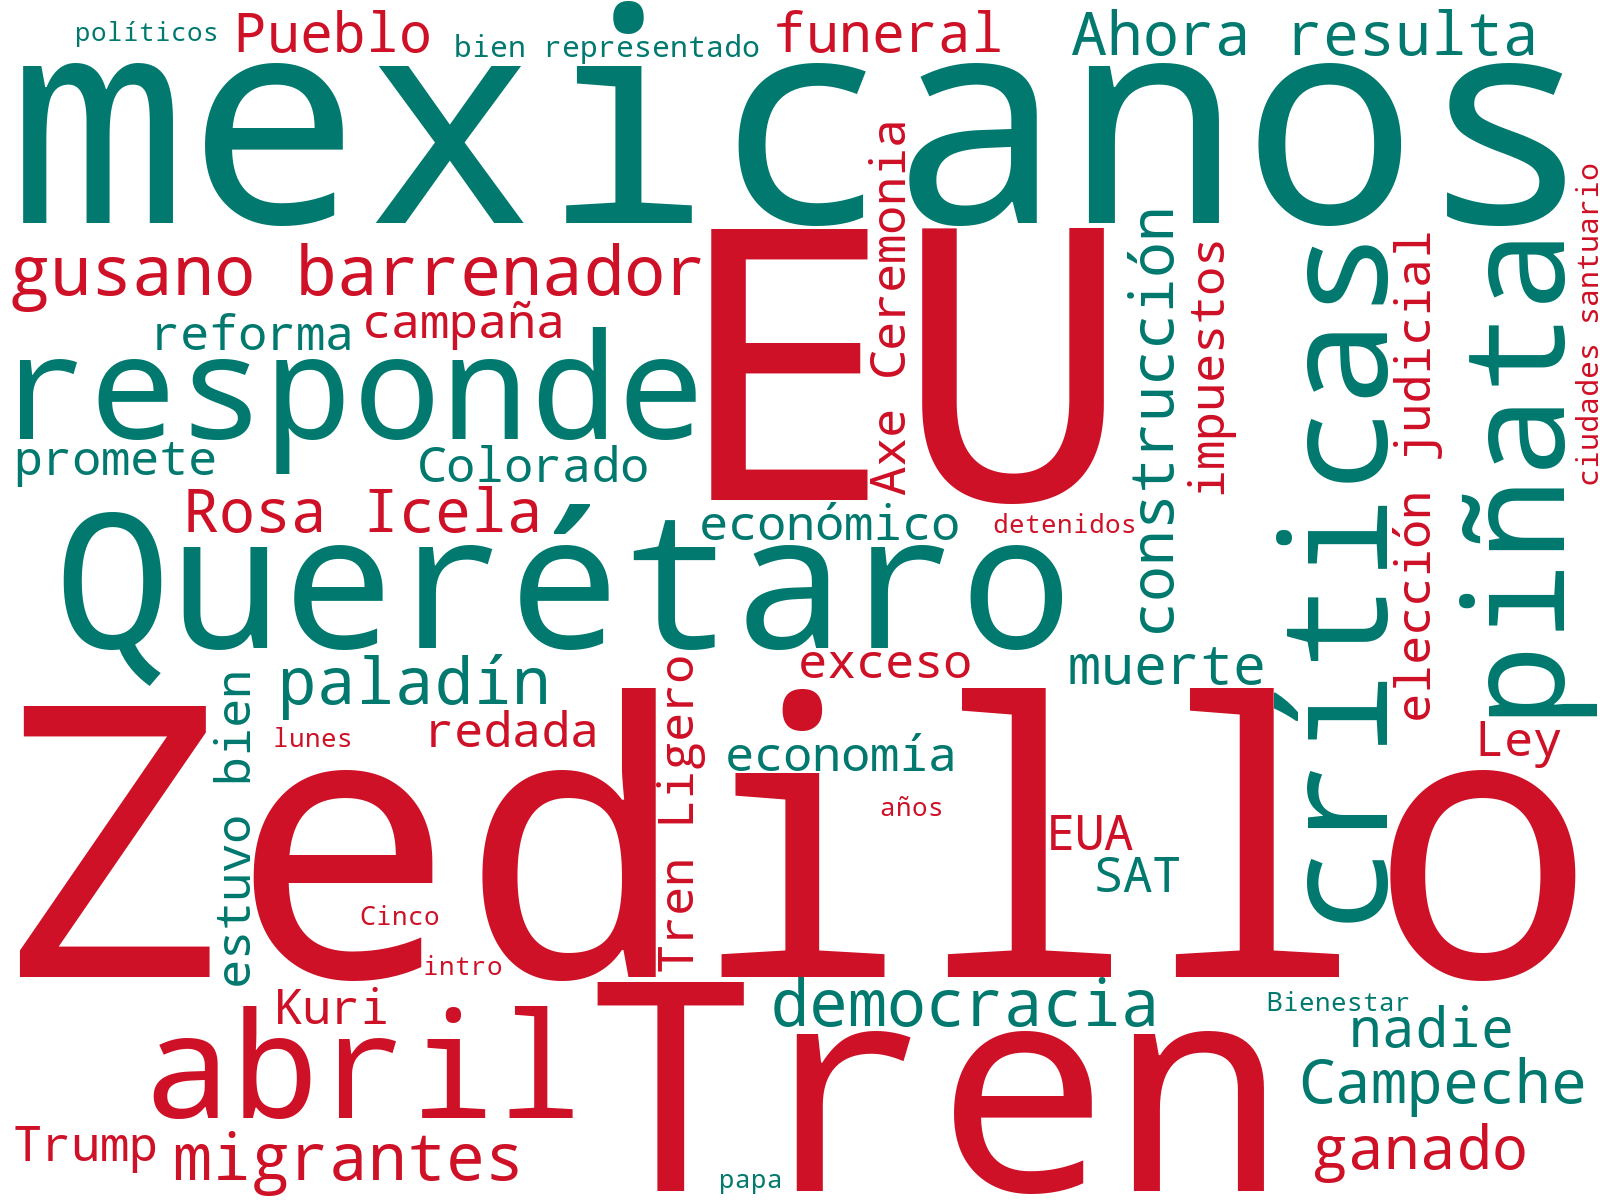 políticos
Pueblo
bien representado
funeral
Ahora resulta
mexicanos
gusano barrenador
EU
Axe Ceremonia
construcción
impuestos
críticas
elección judicial
piñata
ciudades santuario
reforma
campaña
responde
promete
Colorado
Rosa Icela
económico
detenidos
Querétaro
estuvo bien
paladín
exceso
muerte
lunes
redada
Tren Ligero
economía
Ley
Zedillo
años
EUA
SAT
Cinco
intro
Kuri
democracia
Bienestar
abril
Tren
nadie
Campeche
Trump
migrantes
ganado
papa